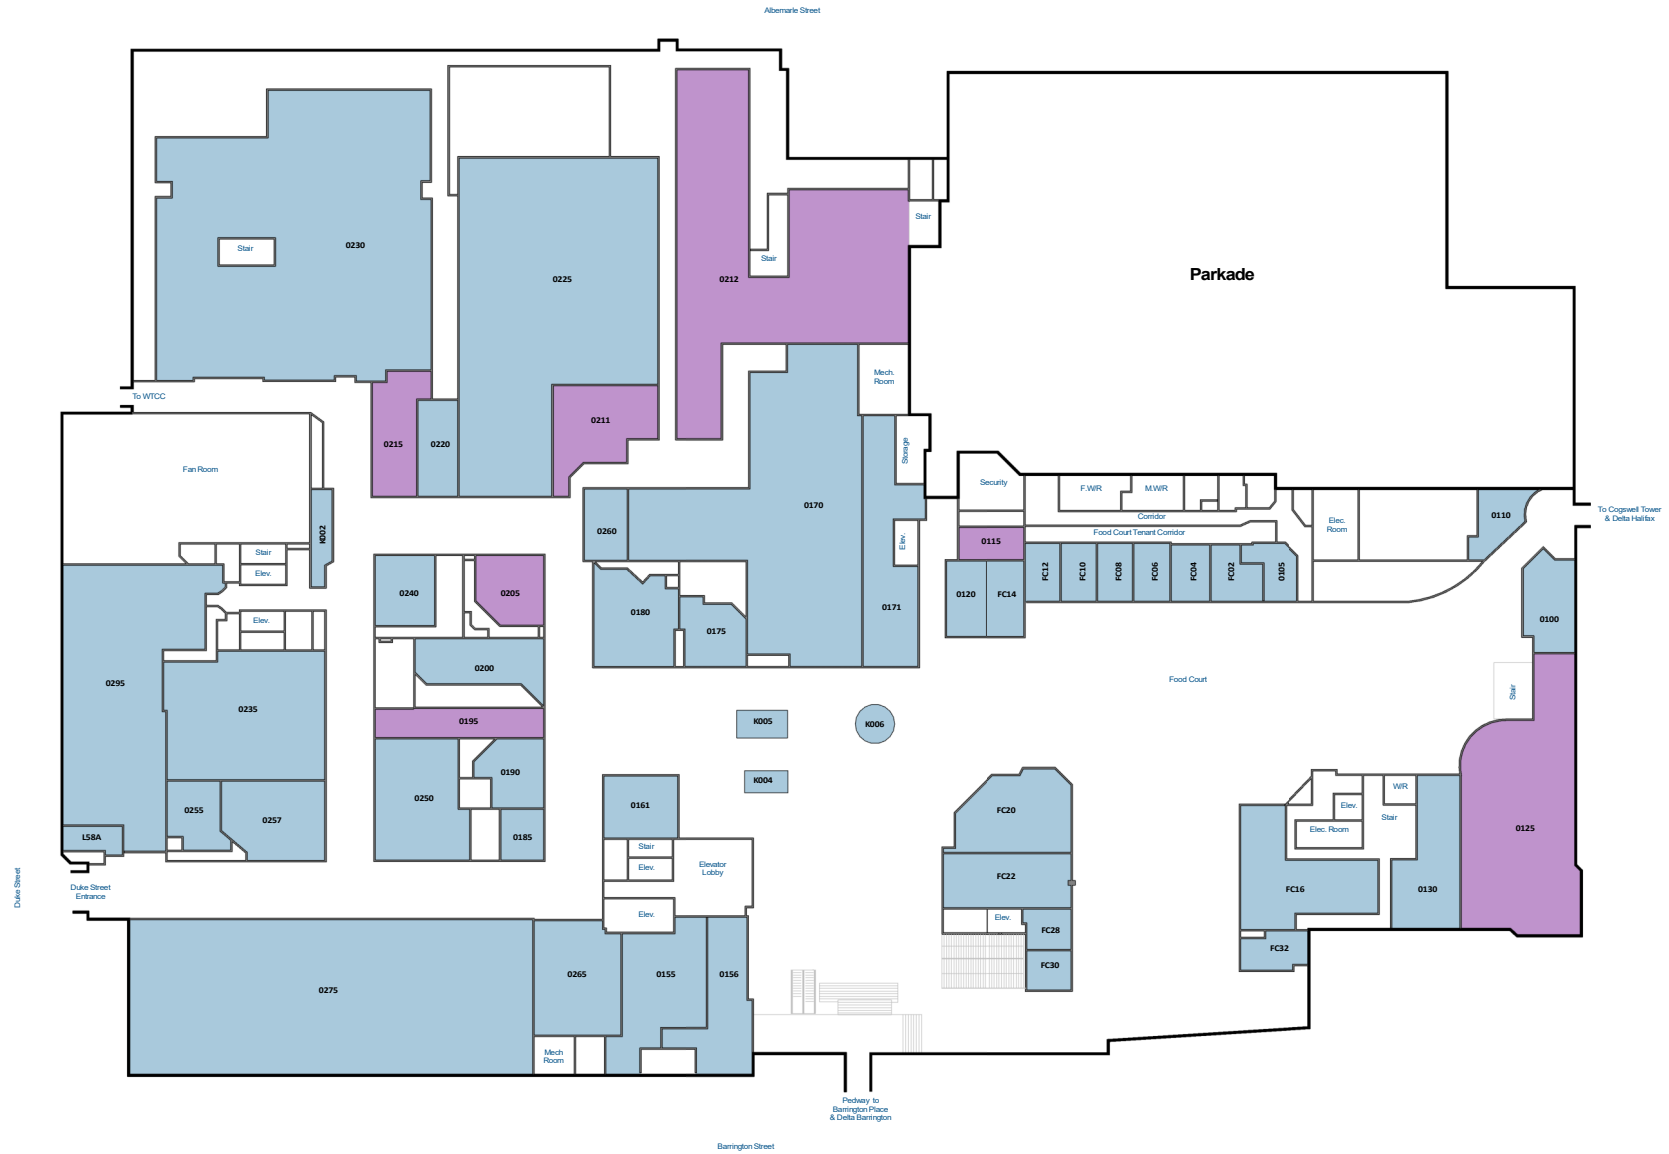 Albemarle Street
Parkade
Stair
Stair
0230
Stair
0225
0212
To WTCC
Mech.
Room
0215
0220
0211
Storage
Fan Room
K002
Security
F.W/R
M.W/R
Corridor
Food Court Tenant Corridor
Elec.
Room
0110
To Cogswell Tower
& Delta Halifax
0170
0260
Elev.
0115
Stair
Elev.
FC12
FC10
FC08
FC06
FC04
FC02
0105
0240
0205
0120
FC14
0180
0175
0171
0100
Elev.
0200
0295
0235
Food Court
Stair
0195
K005
K006
0190
K004
0250
0161
FC20
W/R
Elev.
Stair
Elec. Room
0125
0255
0257
L58A
0185
Stair
Elev.
Elevator
Lobby
Duke Street
Duke Street
Entrance
FC22
FC16
0130
Elev.
Elev.
FC28
FC32
FC30
0275
0265
0155
0156
Mech
Room
Pedway to
Barrington Place
& Delta Barrington
Barrington Street